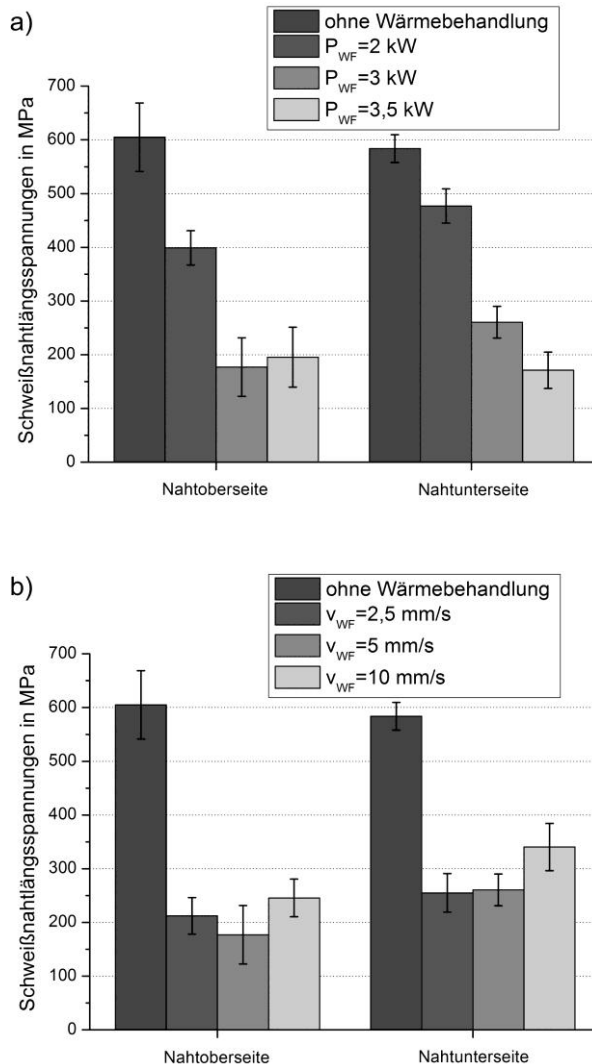 a)
ohne Wärmebehandlung
P_WF=2 kW
P_WF=3 kW
P_WF=3,5 kW
Schweißnahtlängsspannungen in MPa
700
600
500
400
300
200
100
0
Nahtoberseite Nahtunterseite
b)
ohne Wärmebehandlung
v_WF=2,5 mm/s
v_WF=5 mm/s
v_WF=10 mm/s
Schweißnahtlängsspannungen in MPa
700
600
500
400
300
200
100
0
Nahtoberseite Nahtunterseite